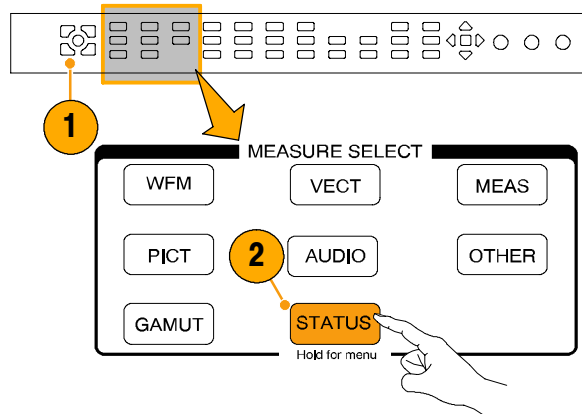 1
MEASURE SELECT
WFM VECT MEAS
PICT 2 AUDIO OTHER
GAMUT STATUS
Hold for menu